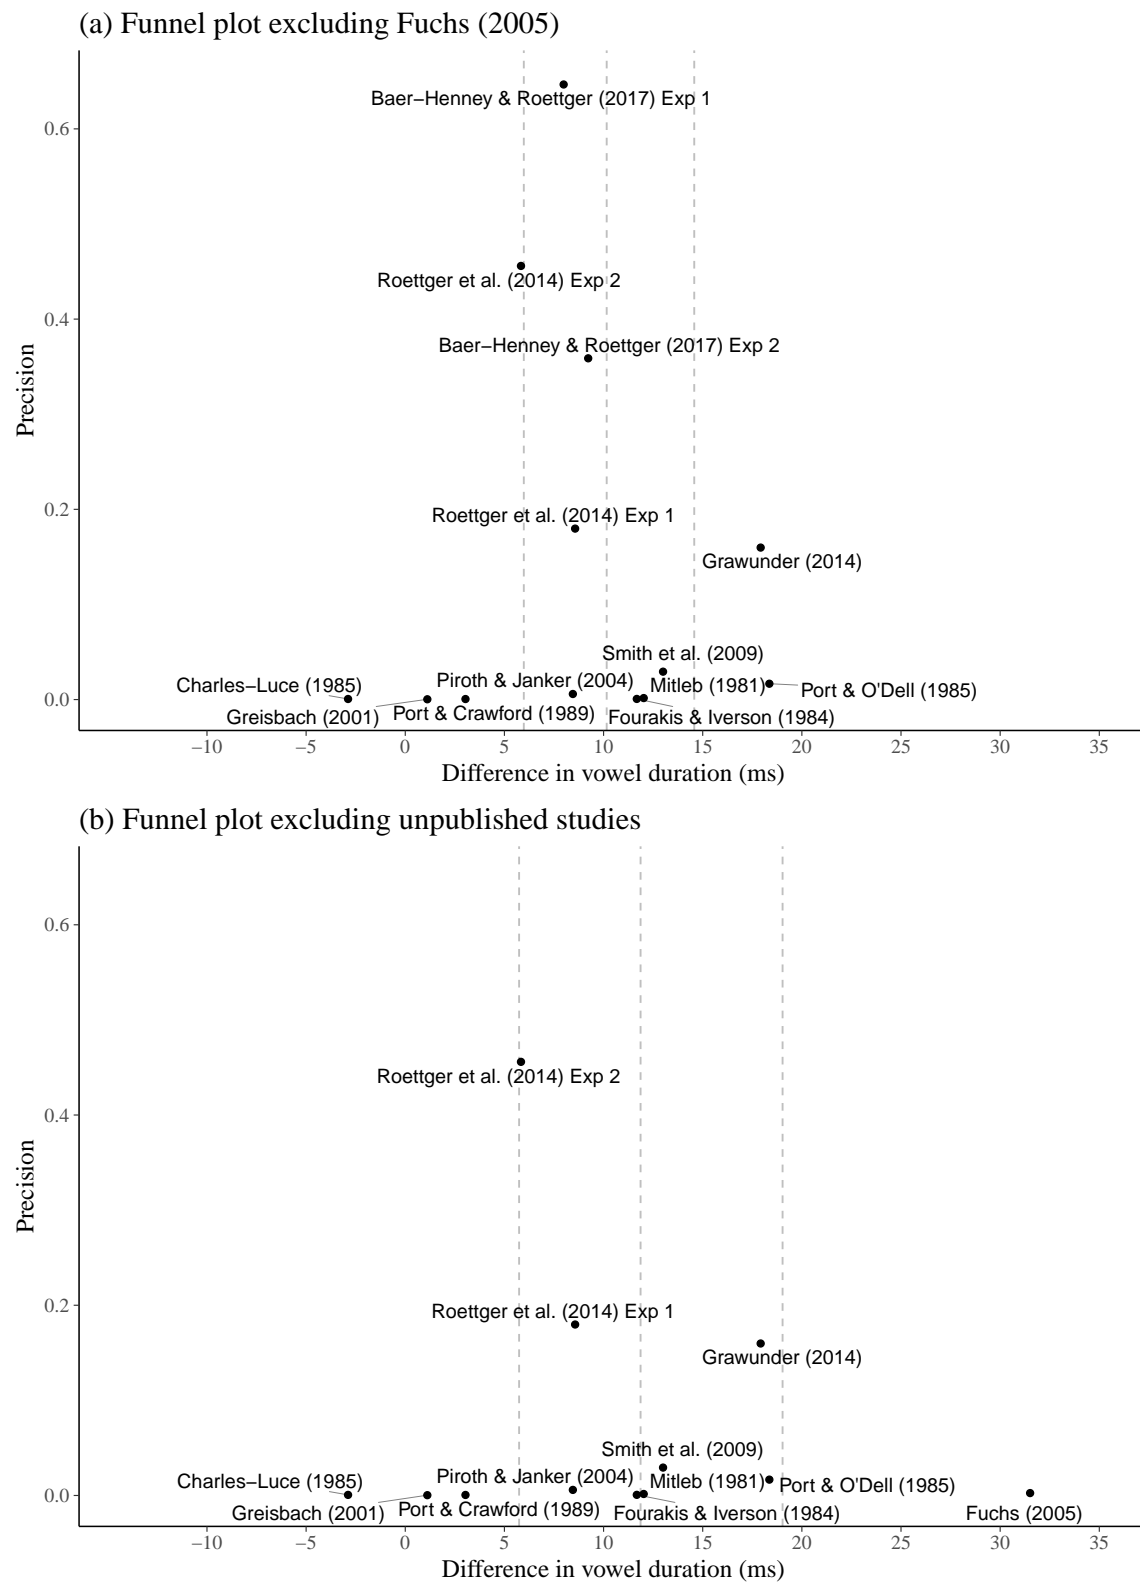 (a) Funnel plot excluding Fuchs (2005)
Baer−Henney & Roettger (2017) Exp 1
0.6
Roettger et al. (2014) Exp 2
0.4
Baer−Henney & Roettger (2017) Exp 2
Precision
0.2
Roettger et al. (2014) Exp 1
Grawunder (2014)
Smith et al. (2009)
Piroth & Janker (2004)
Charles−Luce (1985)
Mitleb (1981)
Port & O'Dell (1985)
0.0
Greisbach (2001)
Port & Crawford (1989)
Fourakis & Iverson (1984)
−10 −5 0 5 10 15 20 25 30 35
Difference in vowel duration (ms)
(b) Funnel plot excluding unpublished studies
0.6
Roettger et al. (2014) Exp 2
0.4
Precision
0.2
Roettger et al. (2014) Exp 1
Grawunder (2014)
Smith et al. (2009)
Piroth & Janker (2004)
Charles−Luce (1985)
Mitleb (1981)
Port & O'Dell (1985)
0.0
Greisbach (2001)
Port & Crawford (1989)
Fourakis & Iverson (1984)
Fuchs (2005)
−10 −5 0 5 10 15 20 25 30 35
Difference in vowel duration (ms)